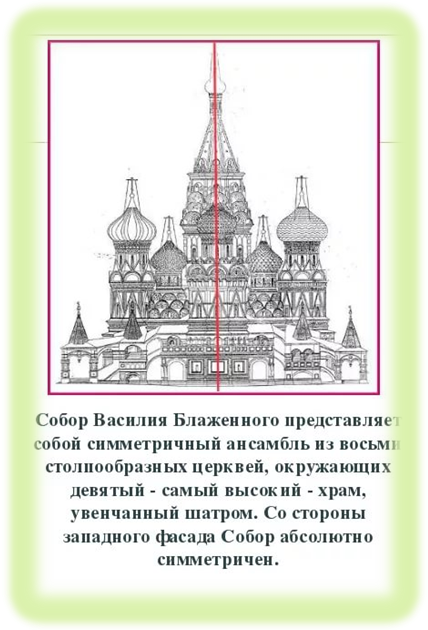 Собор Василия Блаженного представляет
собой симметричный ансамбль из восьми
столпообразных церквей, окружающих
девятый - самый высокий - храм,
увенчанный шатром. Со стороны
западного фасада Собор абсолютно
симметричен.